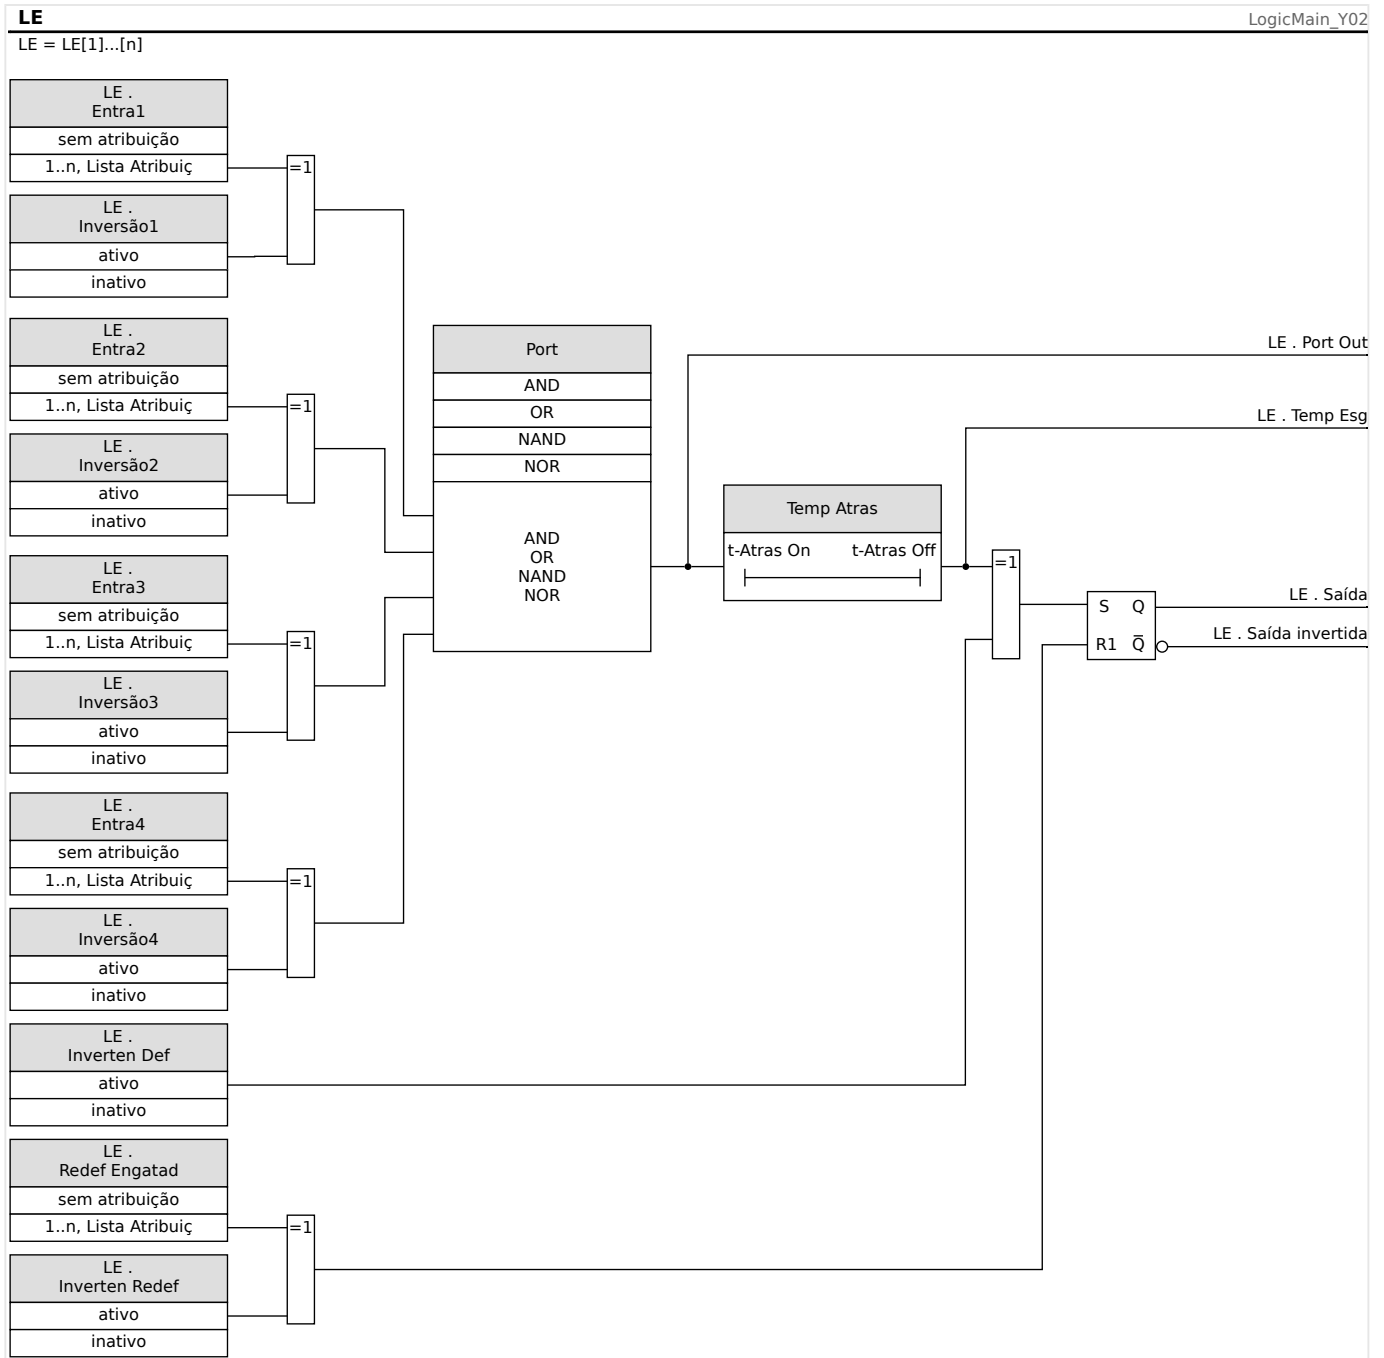 LE
LogicMain_Y02
LE = LE[1]...[n]
LE .
Entra1
sem atribuição
1..n, Lista Atribuiç
=1
LE .
Inversão1
ativo
inativo
LE .
Entra2
sem atribuição
1..n, Lista Atribuiç
=1
LE .
Inversão2
ativo
inativo
Port
AND
OR
NAND
NOR
AND
OR
NAND
NOR
LE . Port Out
LE . Temp Esg
Temp Atras
t-Atras On t-Atras Off
=1
S Q
R1 Q̅
LE . Saída
LE . Saída invertida
LE .
Entra3
sem atribuição
1..n, Lista Atribuiç
=1
LE .
Inversão3
ativo
inativo
LE .
Entra4
sem atribuição
1..n, Lista Atribuiç
=1
LE .
Inversão4
ativo
inativo
LE .
Inverten Def
ativo
inativo
LE .
Redef Engatad
sem atribuição
1..n, Lista Atribuiç
=1
LE .
Inverten Redef
ativo
inativo